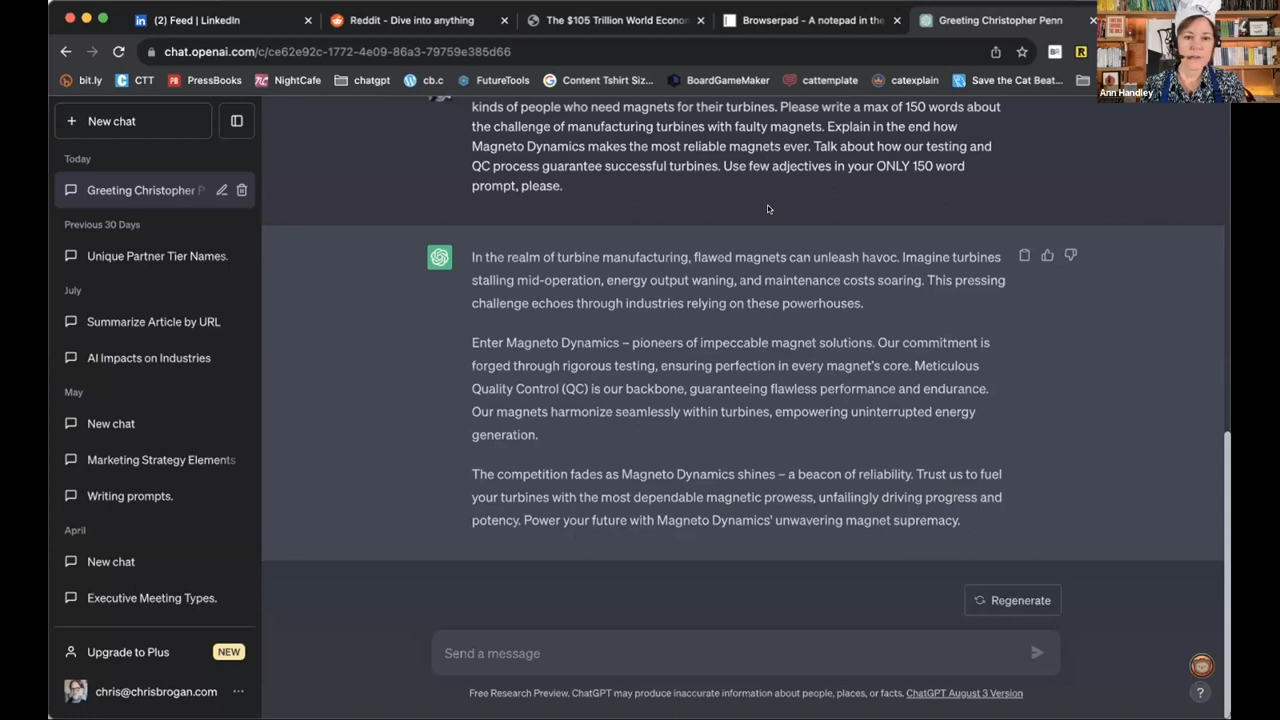 (2) Feed | LinkedIn
Reddit - Dive into anything
The $105 Trillion World Econom
Browserpad - A notepad in the
Greeting Christopher Penn
chat.openai.com/c/ce62e92c-1772-4e09-86a3-79759e385d66
bit.ly
CTT
PressBooks
NightCafe
chatgpt
cb.c
FutureTools
Content Tshirt Siz...
BoardGameMaker
cattemplate
catexplain
Save the Cat Beat...
Ann Handley
New chat
Today
Greeting Christopher P
Previous 30 Days
Unique Partner Tier Names.
July
Summarize Article by URL
AI Impacts on Industries
May
New chat
Marketing Strategy Elements
Writing prompts.
April
New chat
Executive Meeting Types.
Upgrade to Plus
NEW
chris@chrisbrogan.com
kinds of people who need magnets for their turbines. Please write a max of 150 words about
the challenge of manufacturing turbines with faulty magnets. Explain in the end how
Magneto Dynamics makes the most reliable magnets ever. Talk about how our testing and
QC process guarantee successful turbines. Use few adjectives in your ONLY 150 word
prompt, please.
In the realm of turbine manufacturing, flawed magnets can unleash havoc. Imagine turbines
stalling mid-operation, energy output waning, and maintenance costs soaring. This pressing
challenge echoes through industries relying on these powerhouses.
Enter Magneto Dynamics – pioneers of impeccable magnet solutions. Our commitment is
forged through rigorous testing, ensuring perfection in every magnet's core. Meticulous
Quality Control (QC) is our backbone, guaranteeing flawless performance and endurance.
Our magnets harmonize seamlessly within turbines, empowering uninterrupted energy
generation.
The competition fades as Magneto Dynamics shines – a beacon of reliability. Trust us to fuel
your turbines with the most dependable magnetic prowess, unfailingly driving progress and
potency. Power your future with Magneto Dynamics' unwavering magnet supremacy.
Regenerate
Send a message
Free Research Preview. ChatGPT may produce inaccurate information about people, places, or facts. ChatGPT August 3 Version
?